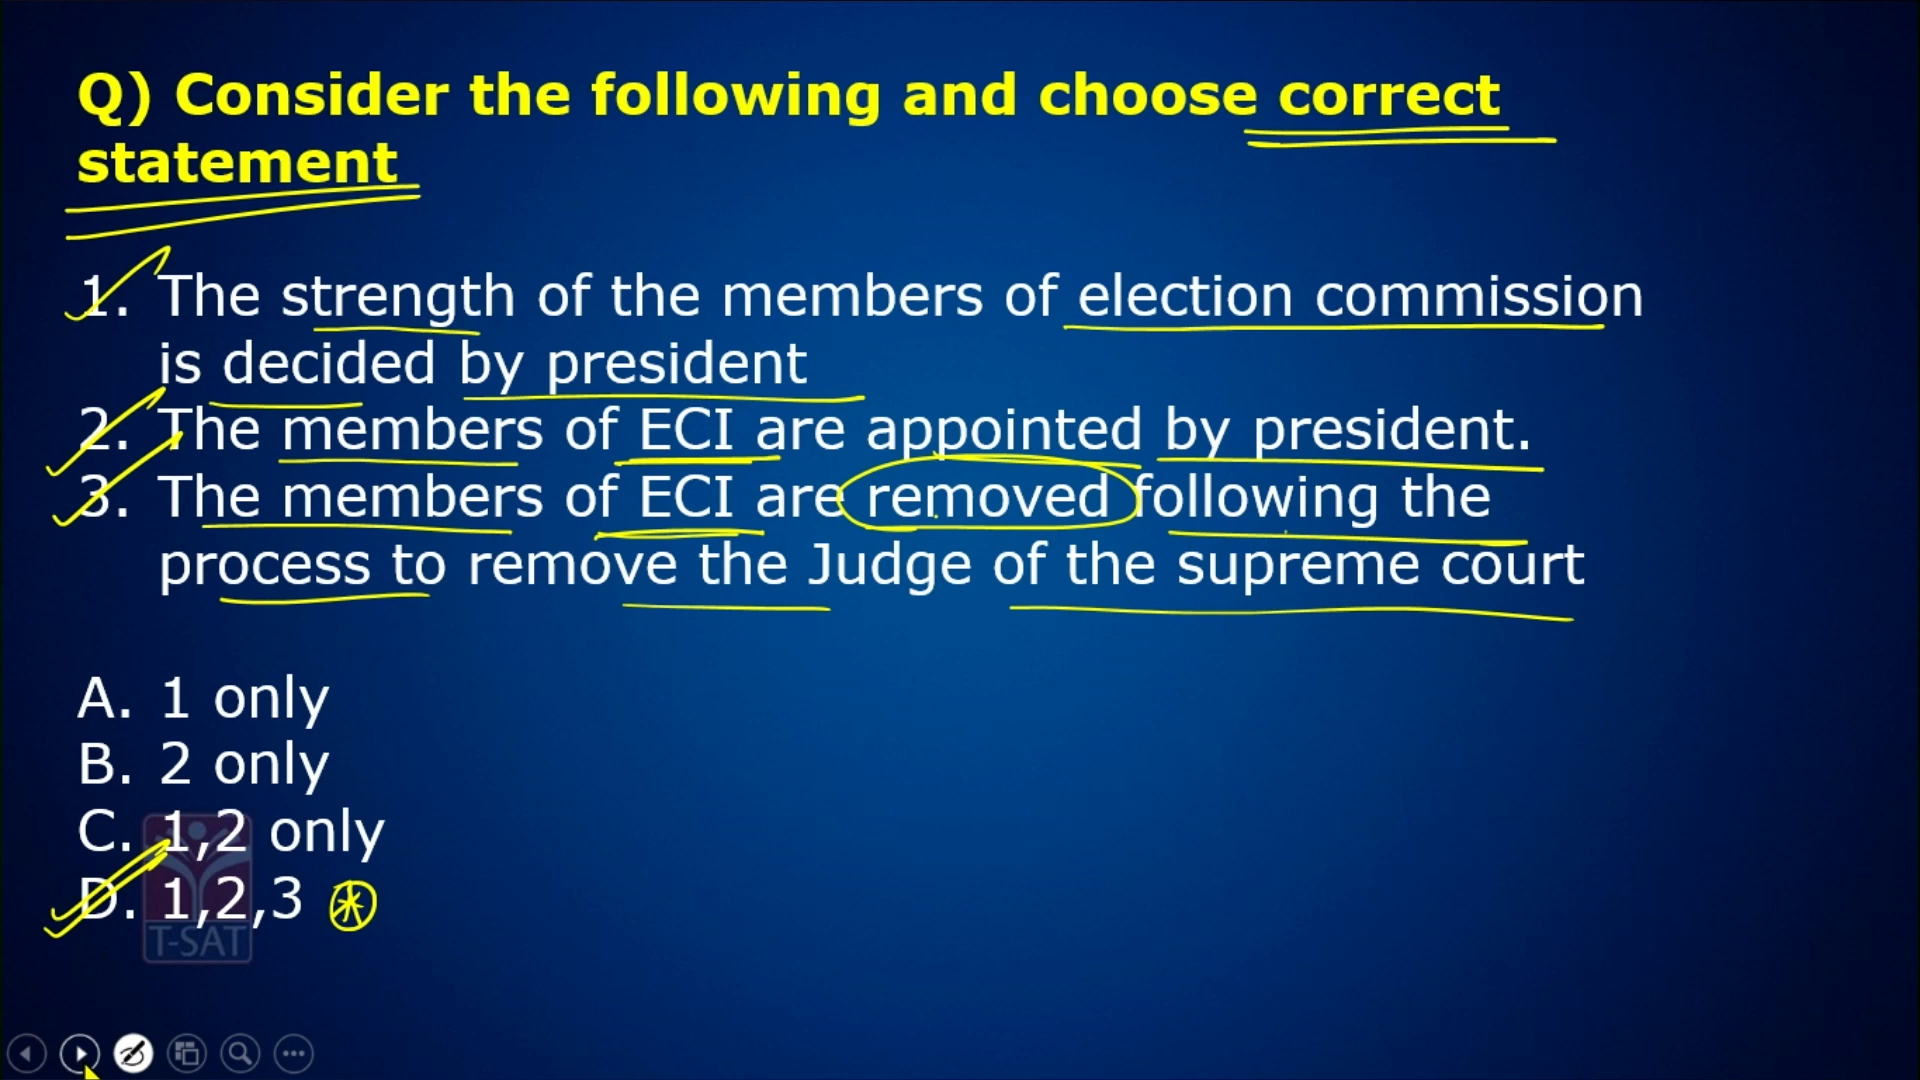 Q) Consider the following and choose correct
statement
1. The strength of the members of election commission
is decided by president
2. The members of ECI are appointed by president.
3. The members of ECI are removed following the
process to remove the Judge of the supreme court
A. 1 only
B. 2 only
C. 1,2 only
D. 1,2,3
T-SAT